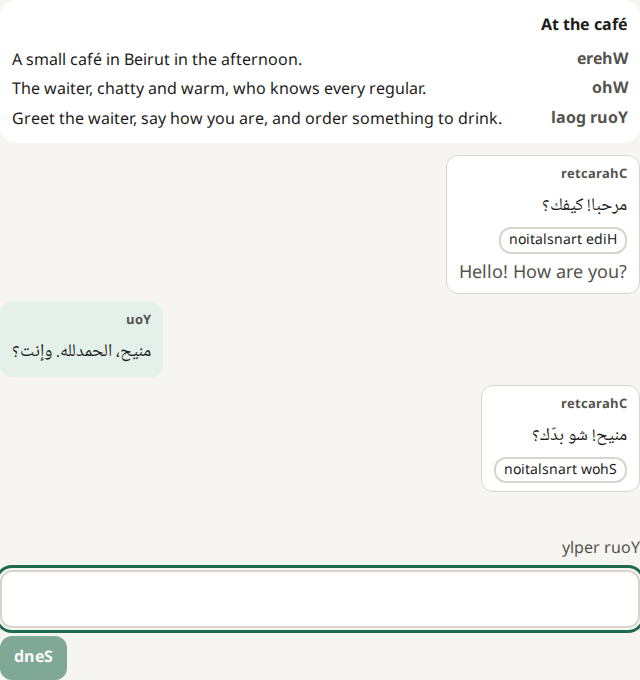 At the café
erehW
A small café in Beirut in the afternoon.
ohW
The waiter, chatty and warm, who knows every regular.
laog ruoY
Greet the waiter, say how you are, and order something to drink.
retcarahC
مرحبا! كيفك؟
noitalsnart ediH
Hello! How are you?
uoY
منيح، الحمدلله. وإنت؟
retcarahC
منيح! شو بدّك؟
noitalsnart wohS
ylper ruoY
dneS